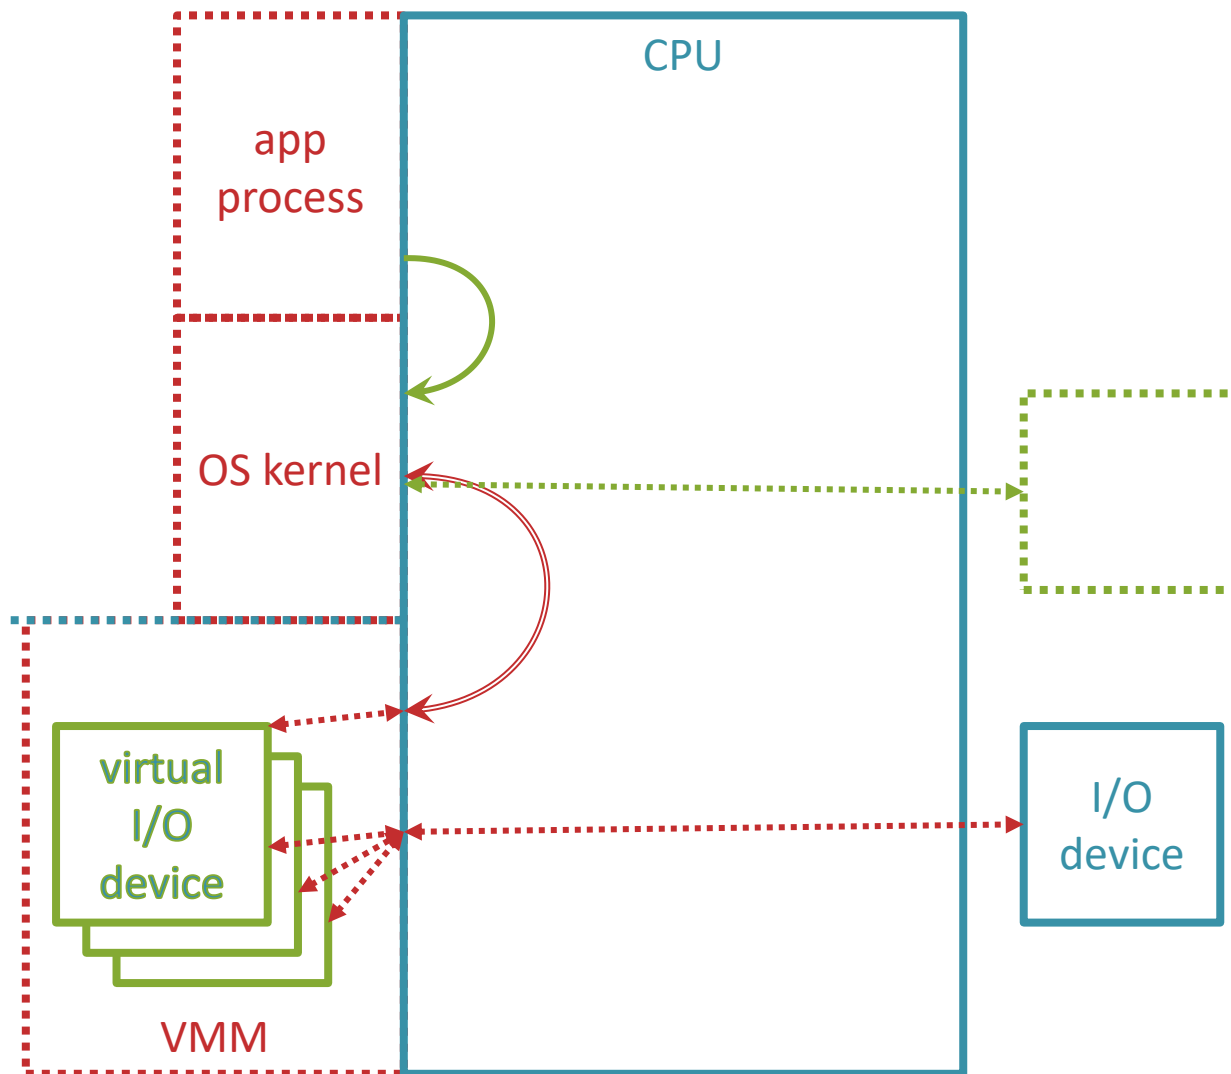 CPU
app
process
OS kernel
virtual
I/O
device
I/O
device
VMM